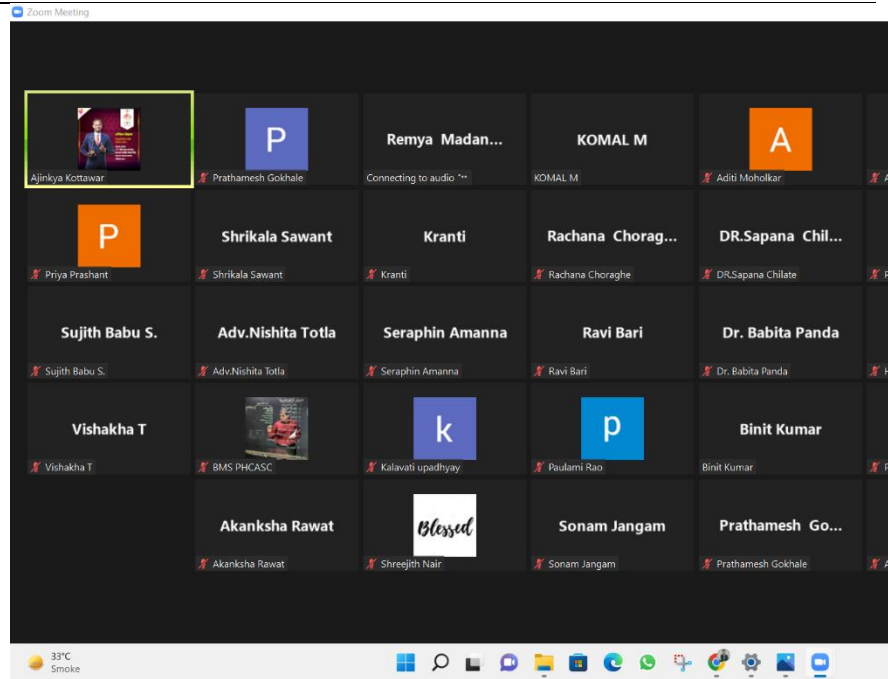 Zoom Meeting
Ajinkya Kottawar
P
Prathamesh Gokhale
Remya Madan...
Connecting to audio ···
KOMAL M
KOMAL M
A
Aditi Moholkar
P
Priya Prashant
Shrikala Sawant
Shrikala Sawant
Kranti
Kranti
Rachana Chorag...
Rachana Choraghe
DR.Sapana Chil...
DR.Sapana Chilate
Sujith Babu S.
Sujith Babu S.
Adv.Nishita Totla
Adv.Nishita Totla
Seraphin Amanna
Seraphin Amanna
Ravi Bari
Ravi Bari
Dr. Babita Panda
Dr. Babita Panda
Vishakha T
Vishakha T
BMS PHCASC
k
Kalavati upadhyay
p
Paulami Rao
Binit Kumar
Binit Kumar
Akanksha Rawat
Akanksha Rawat
Blessed
Shreejith Nair
Sonam Jangam
Sonam Jangam
Prathamesh Go...
Prathamesh Gokhale
33°C
Smoke